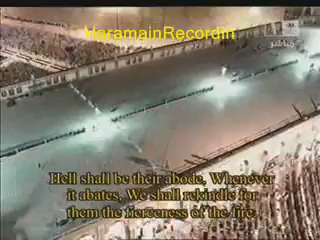 HaramainRecordin
مباشر
Hell shall be their abode, Whenever
it abates, We shall rekindle for
them the fierceness of the fire.